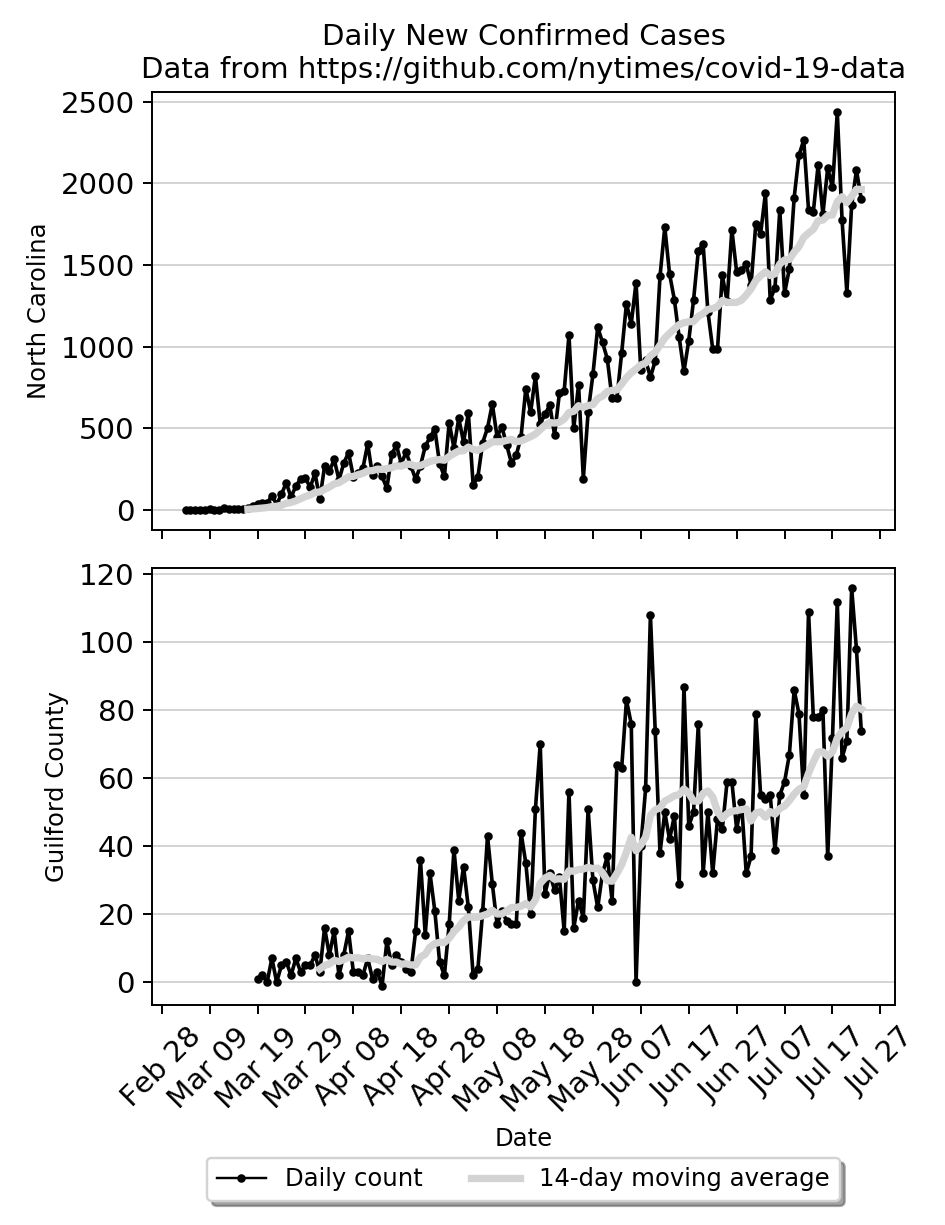 Daily New Confirmed Cases
Data from https://github.com/nytimes/covid-19-data
2500
2000
1500
1000
500
0
North Carolina
120
100
80
60
40
20
0
Guilford County
Feb 28
Mar 09
Mar 19
Mar 29
Apr 08
Apr 18
Apr 28
May 08
May 18
May 28
Jun 07
Jun 17
Jun 27
Jul 07
Jul 17
Jul 27
Date
Daily count
14-day moving average